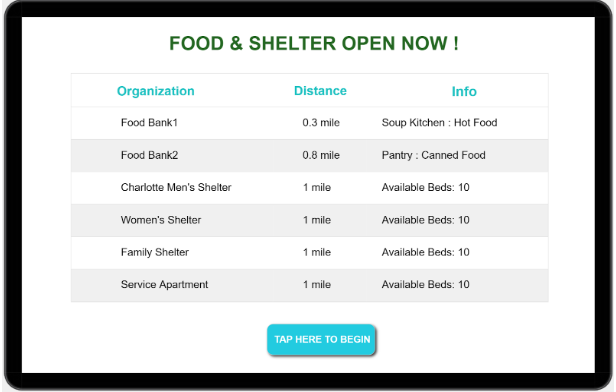 FOOD & SHELTER OPEN NOW !
Organization Distance Info
Food Bank1 0.3 mile Soup Kitchen : Hot Food
Food Bank2 0.8 mile Pantry : Canned Food
Charlotte Men's Shelter 1 mile Available Beds: 10
Women's Shelter 1 mile Available Beds: 10
Family Shelter 1 mile Available Beds: 10
Service Apartment 1 mile Available Beds: 10
TAP HERE TO BEGIN